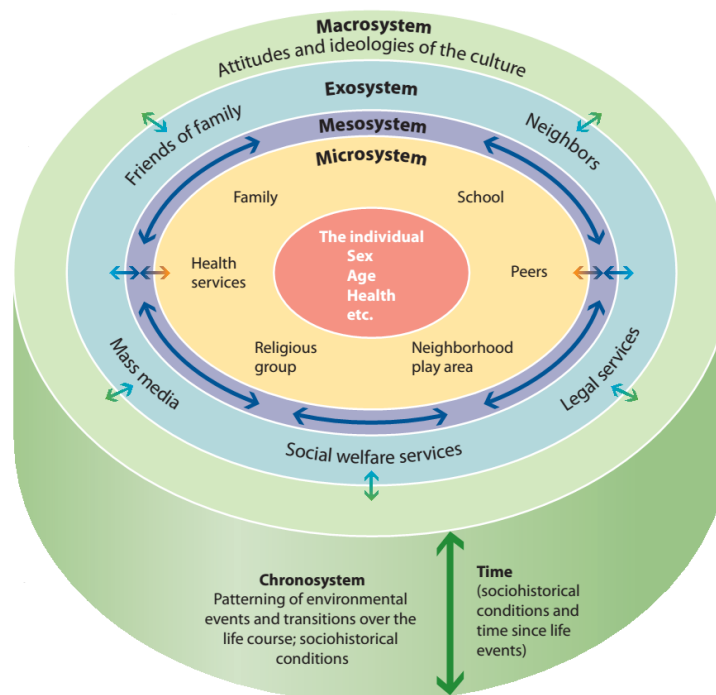 Macrosystem
Attitudes and ideologies of the culture
Exosystem
Friends of family
Neighbors
Mesosystem
Microsystem
Family
School
The individual
Sex
Age
Health
etc.
Health
services
Peers
Religious
group
Neighborhood
play area
Mass media
Legal services
Social welfare services
Chronosystem
Patterning of environmental
events and transitions over the
life course; sociohistorical
conditions
Time
(sociohistorical
conditions and
time since life
events)